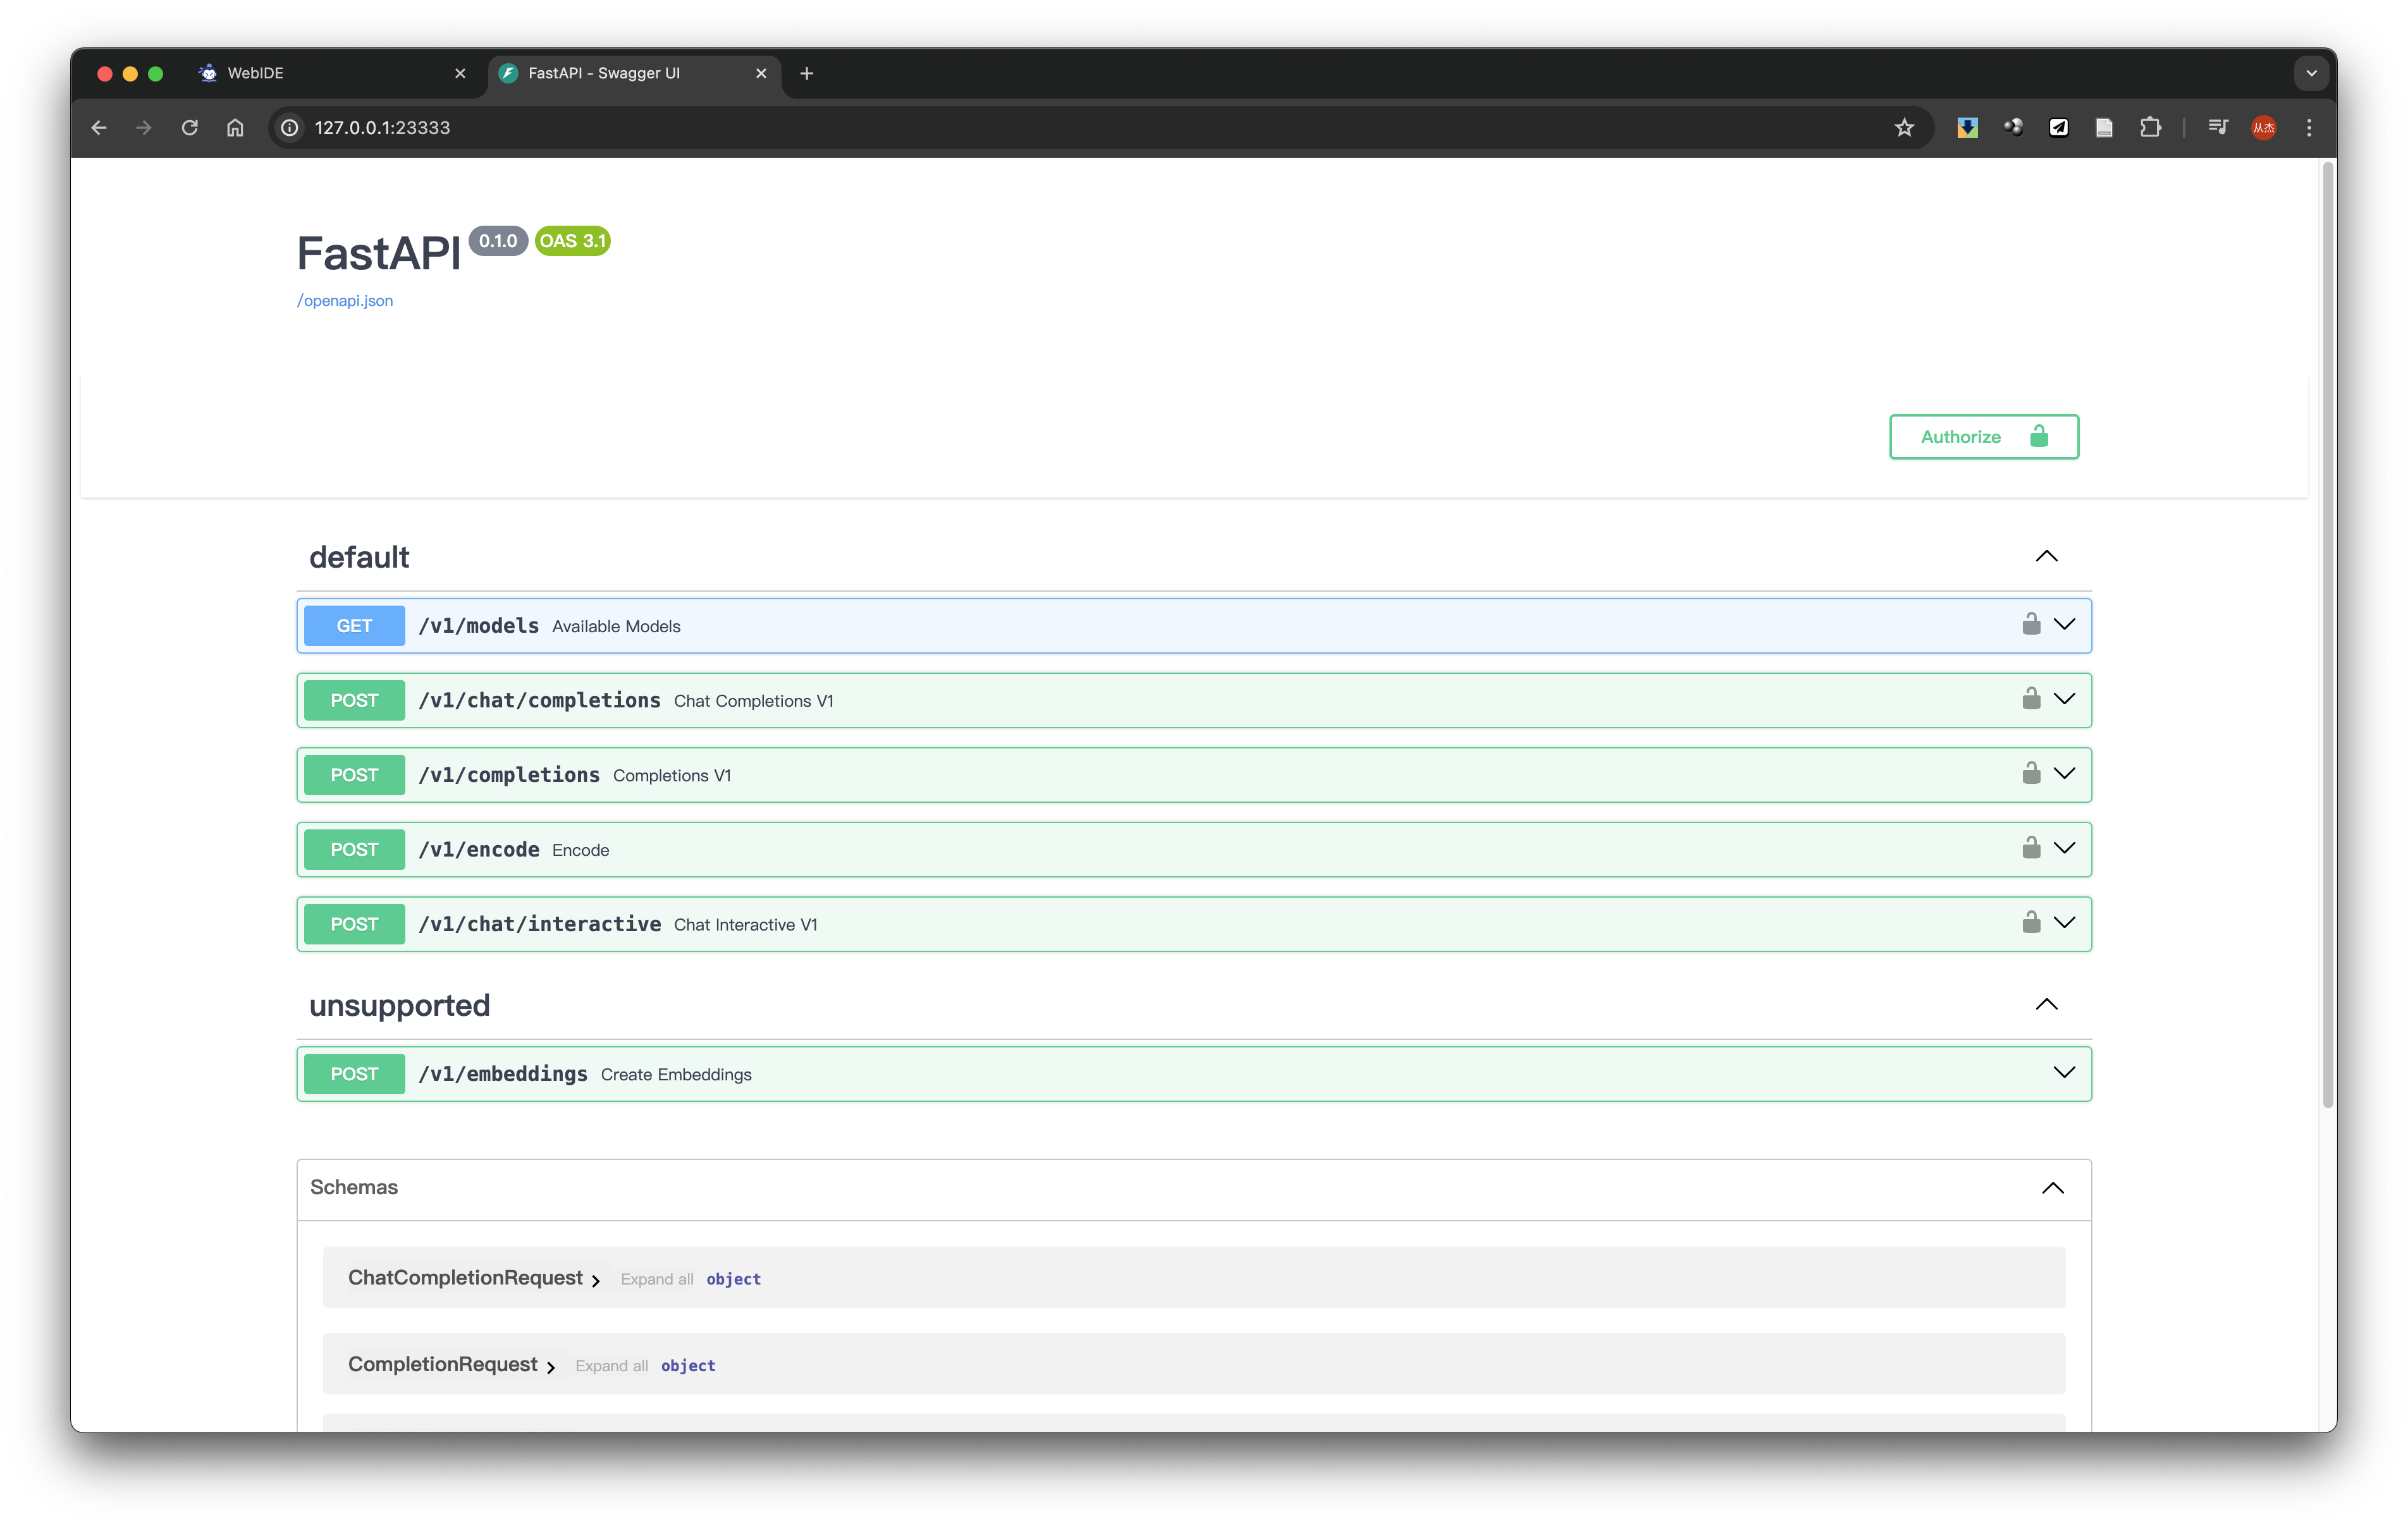 WebIDE
FastAPI - Swagger UI
127.0.0.1:23333
从杰
FastAPI 0.1.0 OAS 3.1
/openapi.json
Authorize
default
GET /v1/models Available Models
POST /v1/chat/completions Chat Completions V1
POST /v1/completions Completions V1
POST /v1/encode Encode
POST /v1/chat/interactive Chat Interactive V1
unsupported
POST /v1/embeddings Create Embeddings
Schemas
ChatCompletionRequest Expand all object
CompletionRequest Expand all object